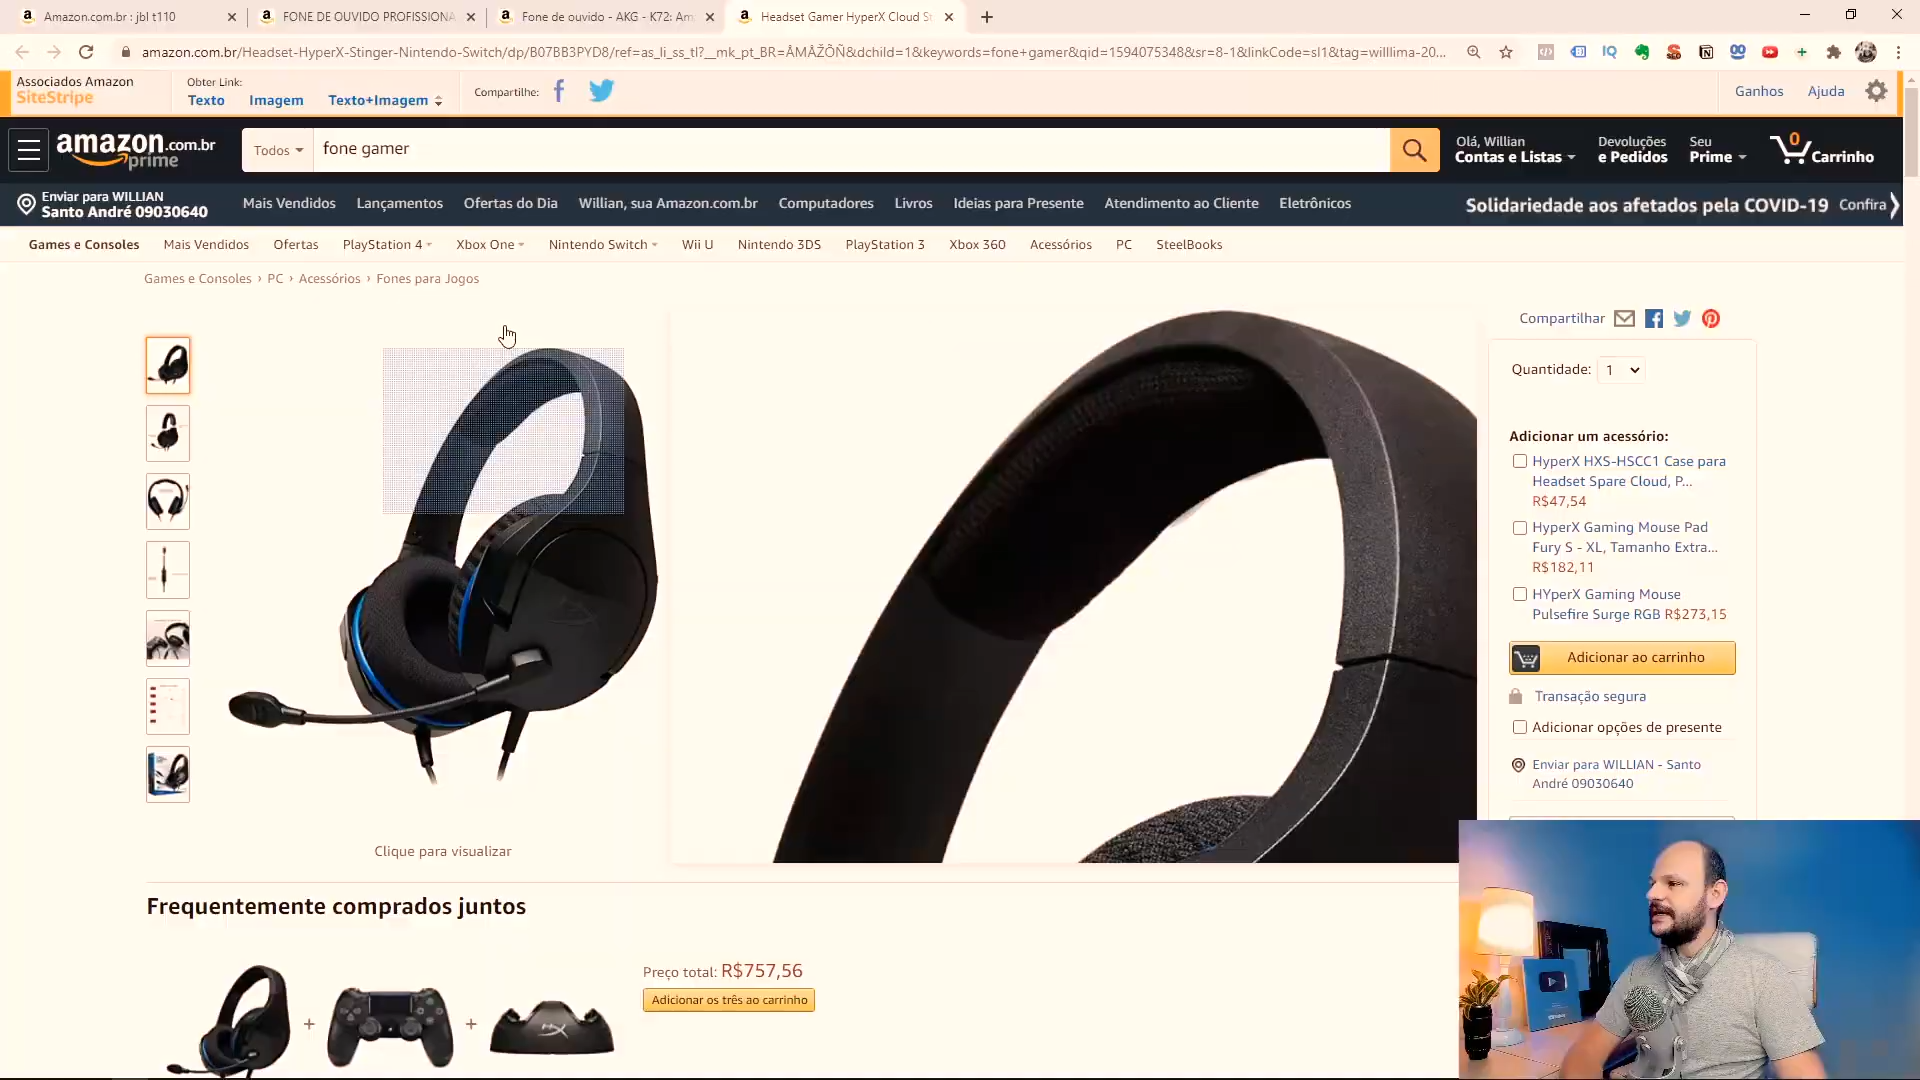 Amazon.com.br : jbl t110
FONE DE OUVIDO PROFISSIONA
Fone de ouvido - AKG - K72: Am
Headset Gamer HyperX Cloud St
amazon.com.br/Headset-HyperX-Stinger-Nintendo-Switch/dp/B07BB3PYD8/ref=as_li_ss_tl?__mk_pt_BR=ÅMÅŽÕÑ&dchild=1&keywords=fone+gamer&qid=1594075348&sr=8-1&linkCode=sl1&tag=willlima-20...
Associados Amazon
SiteStripe
Obter Link:
Texto
Imagem
Texto+Imagem
Compartilhe:
Ganhos
Ajuda
amazon.com.br
prime
Todos
fone gamer
Olá, Willian
Contas e Listas
Devoluções
e Pedidos
Seu
Prime
0
Carrinho
Enviar para WILLIAN
Santo André 09030640
Mais Vendidos
Lançamentos
Ofertas do Dia
Willian, sua Amazon.com.br
Computadores
Livros
Ideias para Presente
Atendimento ao Cliente
Eletrônicos
Solidariedade aos afetados pela COVID-19
Confira
Games e Consoles
Mais Vendidos
Ofertas
PlayStation 4
Xbox One
Nintendo Switch
Wii U
Nintendo 3DS
PlayStation 3
Xbox 360
Acessórios
PC
SteelBooks
Games e Consoles › PC › Acessórios › Fones para Jogos
Compartilhar
Quantidade: 1
Adicionar um acessório:
HyperX HXS-HSCC1 Case para
Headset Spare Cloud, P...
R$47,54
HyperX Gaming Mouse Pad
Fury S - XL, Tamanho Extra...
R$182,11
HYperX Gaming Mouse
Pulsefire Surge RGB R$273,15
Adicionar ao carrinho
Transação segura
Adicionar opções de presente
Enviar para WILLIAN - Santo
André 09030640
Clique para visualizar
Frequentemente comprados juntos
+
+
Preço total: R$757,56
Adicionar os três ao carrinho